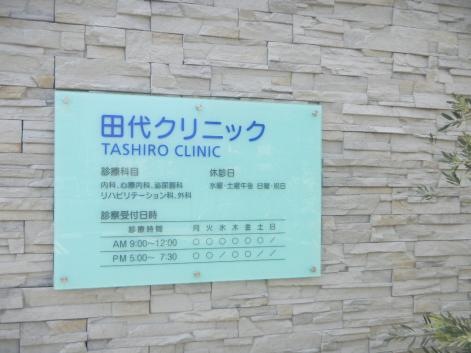 田代クリニック
TASHIRO CLINIC
診療科目
内科、心療内科、泌尿器科
リハビリテーション科、外科
休診日
水曜・土曜午後 日曜・祝日
診察受付日時
診療時間 月 火 水 木 金 土 日
AM 9:00〜12:00 ○ ○ ○ ○ ○ ○ /
PM 5:00〜 7:30 ○ ○ / ○ ○ / /